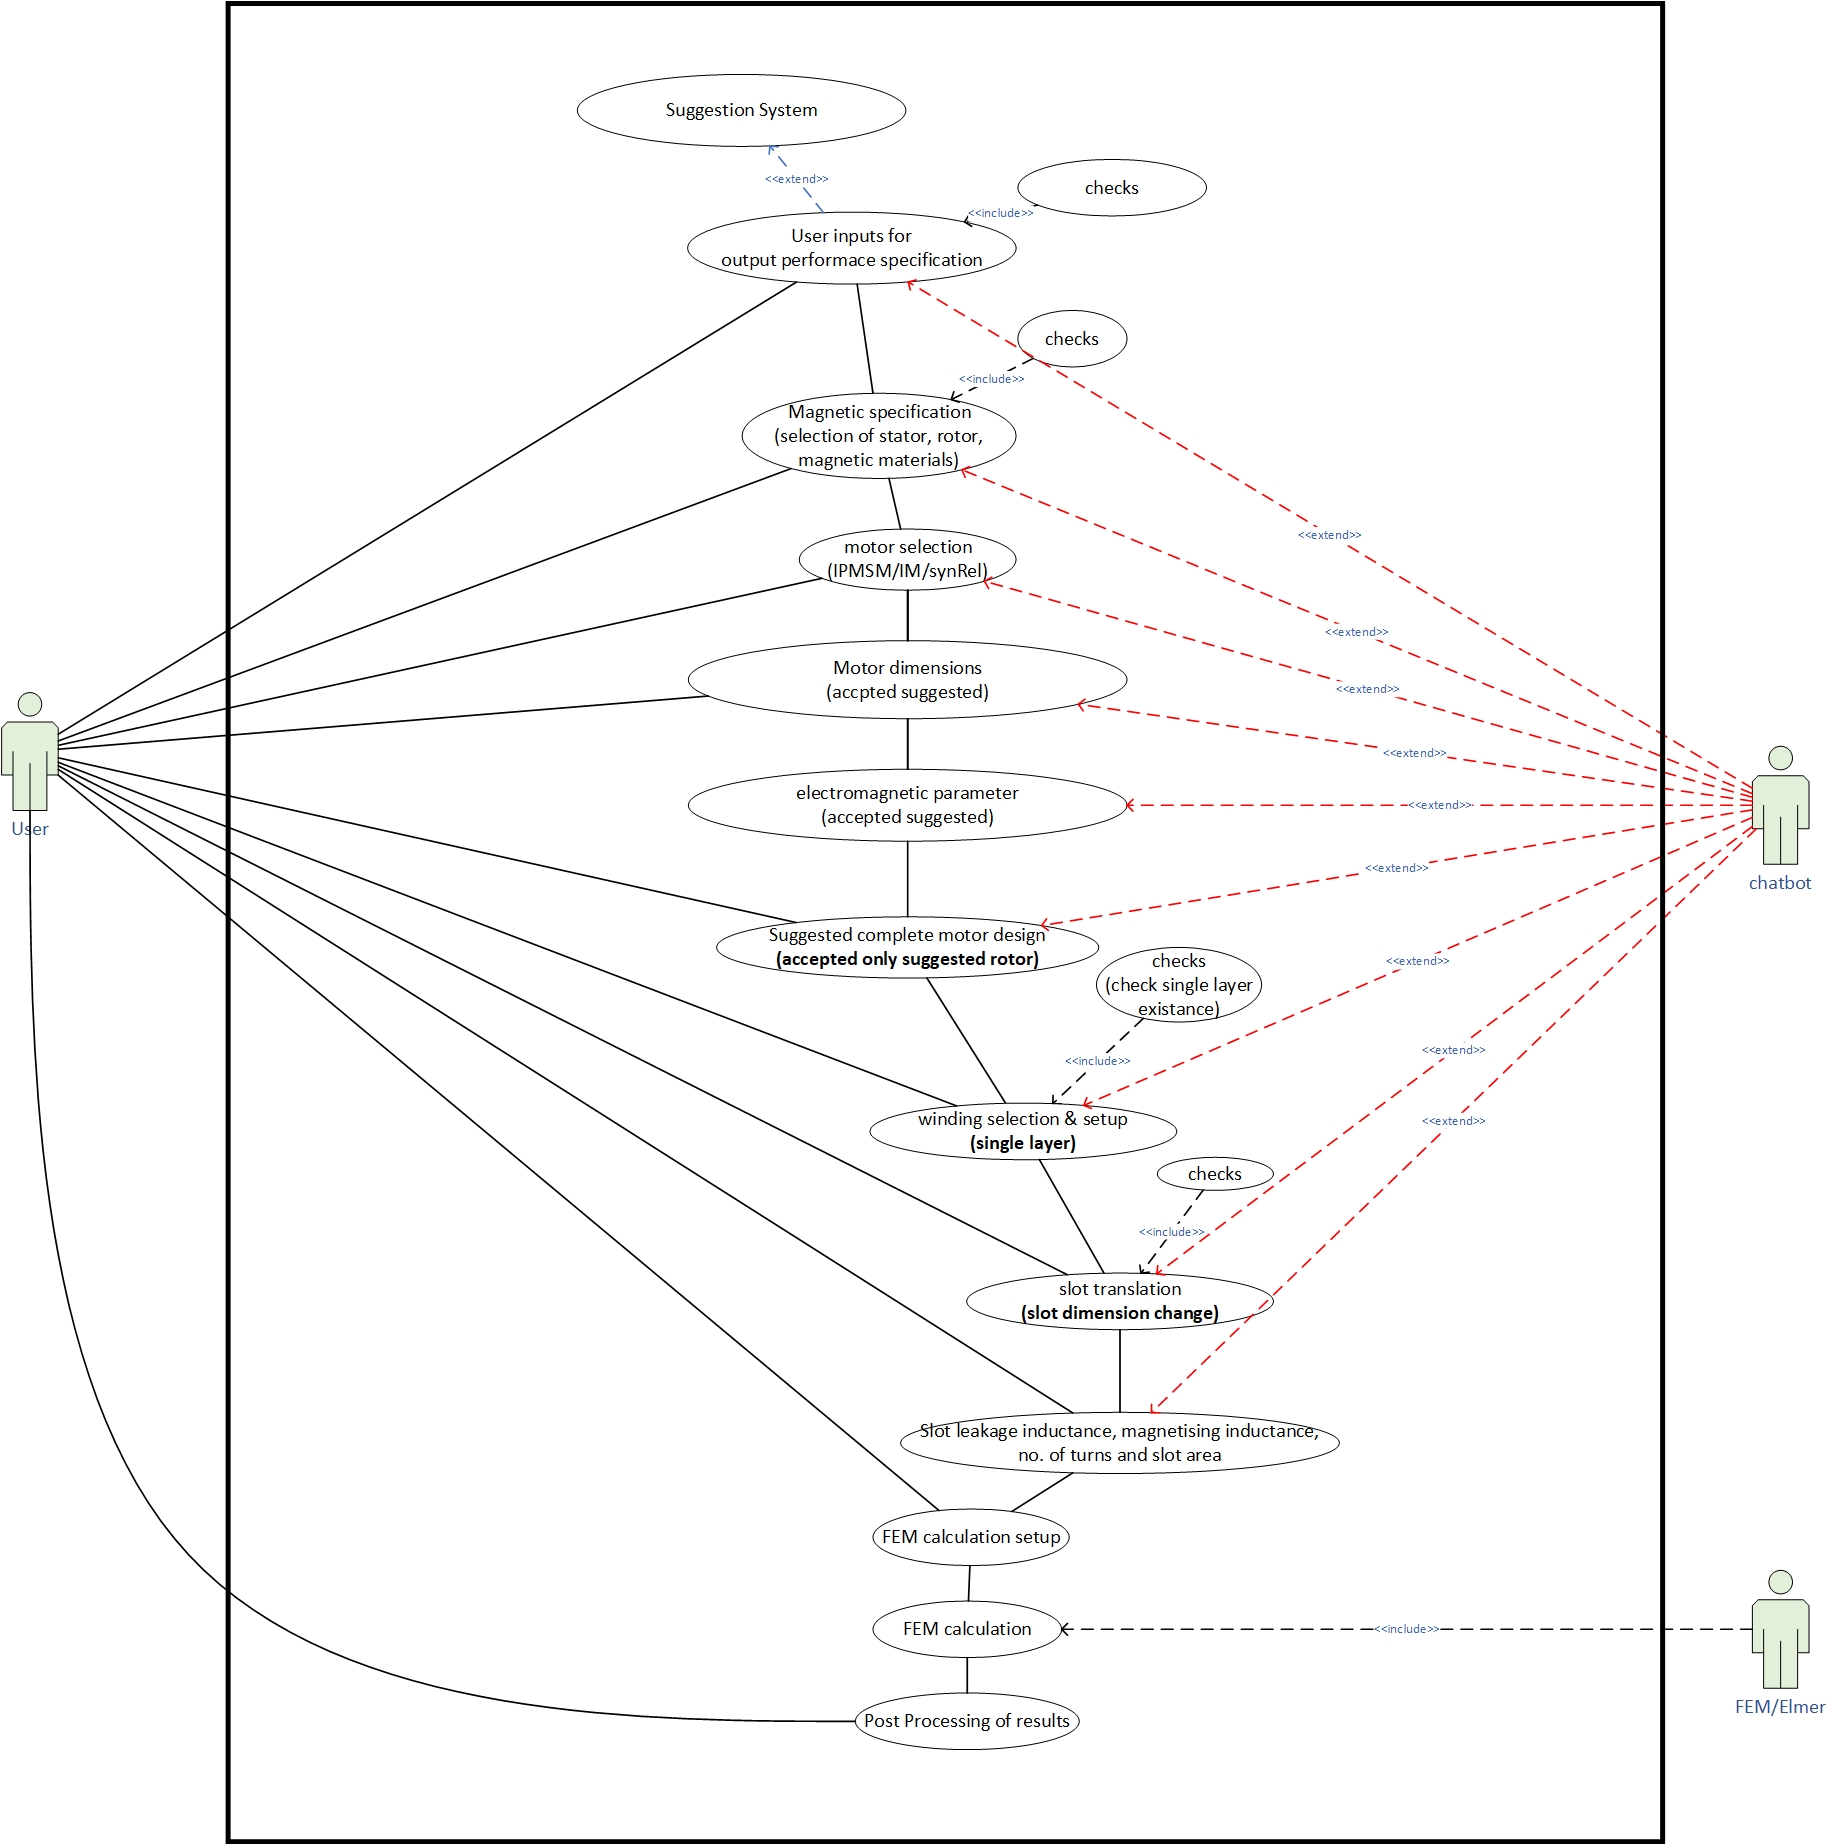 Suggestion System
<<extend>>
checks
<<include>>
User inputs for
output performace specification
checks
<<include>>
Magnetic specification
(selection of stator, rotor,
magnetic materials)
<<extend>>
motor selection
(IPMSM/IM/synRel)
<<extend>>
Motor dimensions
(accpted suggested)
<<extend>>
<<extend>>
electromagnetic parameter
(accepted suggested)
<<extend>>
User
<<extend>>
chatbot
Suggested complete motor design
(accepted only suggested rotor)
checks
(check single layer
existance)
<<extend>>
<<include>>
<<extend>>
winding selection & setup
(single layer)
<<extend>>
checks
<<include>>
slot translation
(slot dimension change)
Slot leakage inductance, magnetising inductance,
no. of turns and slot area
FEM calculation setup
FEM calculation
<<include>>
FEM/Elmer
Post Processing of results